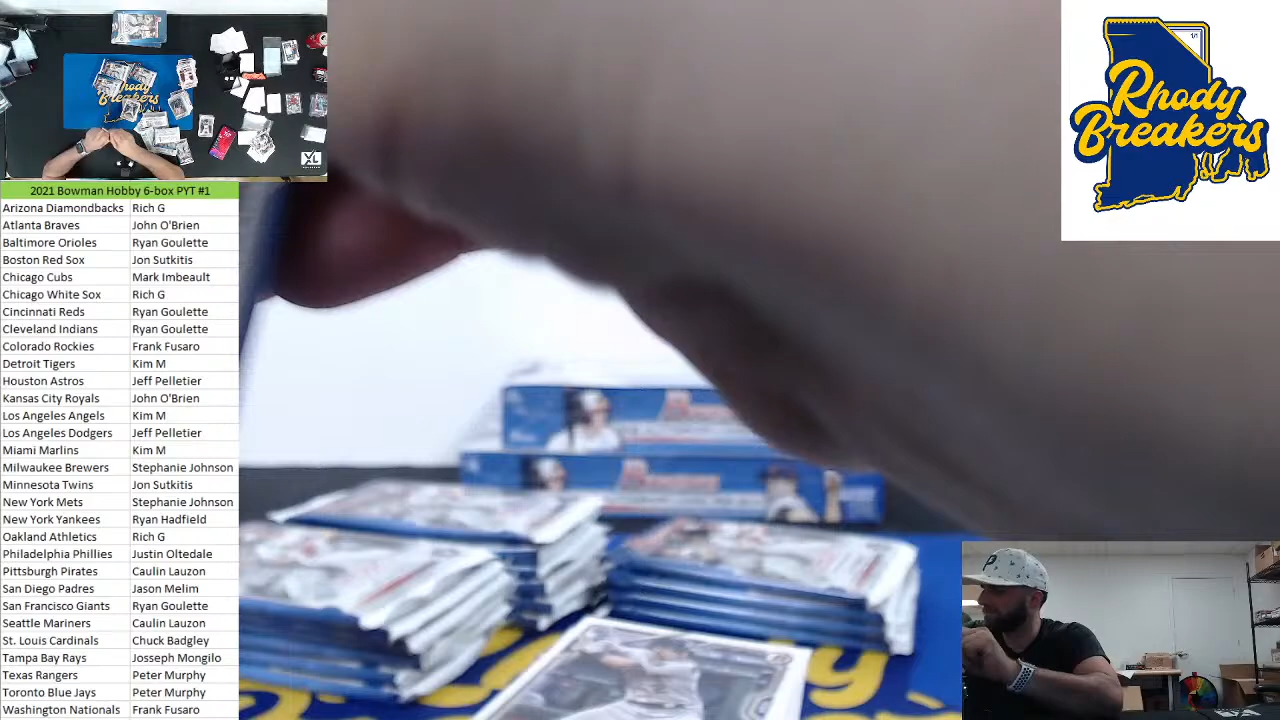 Rhody
Breakers
XL
1/1
Rhody
Breakers
2021 Bowman Hobby 6-box PYT #1
Arizona Diamondbacks Rich G
Atlanta Braves John O'Brien
Baltimore Orioles Ryan Goulette
Boston Red Sox Jon Sutkitis
Chicago Cubs Mark Imbeault
Chicago White Sox Rich G
Cincinnati Reds Ryan Goulette
Cleveland Indians Ryan Goulette
Colorado Rockies Frank Fusaro
Detroit Tigers Kim M
Houston Astros Jeff Pelletier
Kansas City Royals John O'Brien
Los Angeles Angels Kim M
Los Angeles Dodgers Jeff Pelletier
Miami Marlins Kim M
Milwaukee Brewers Stephanie Johnson
Minnesota Twins Jon Sutkitis
New York Mets Stephanie Johnson
New York Yankees Ryan Hadfield
Oakland Athletics Rich G
Philadelphia Phillies Justin Oltedale
Pittsburgh Pirates Caulin Lauzon
San Diego Padres Jason Melim
San Francisco Giants Ryan Goulette
Seattle Mariners Caulin Lauzon
St. Louis Cardinals Chuck Badgley
Tampa Bay Rays Josseph Mongilo
Texas Rangers Peter Murphy
Toronto Blue Jays Peter Murphy
Washington Nationals Frank Fusaro